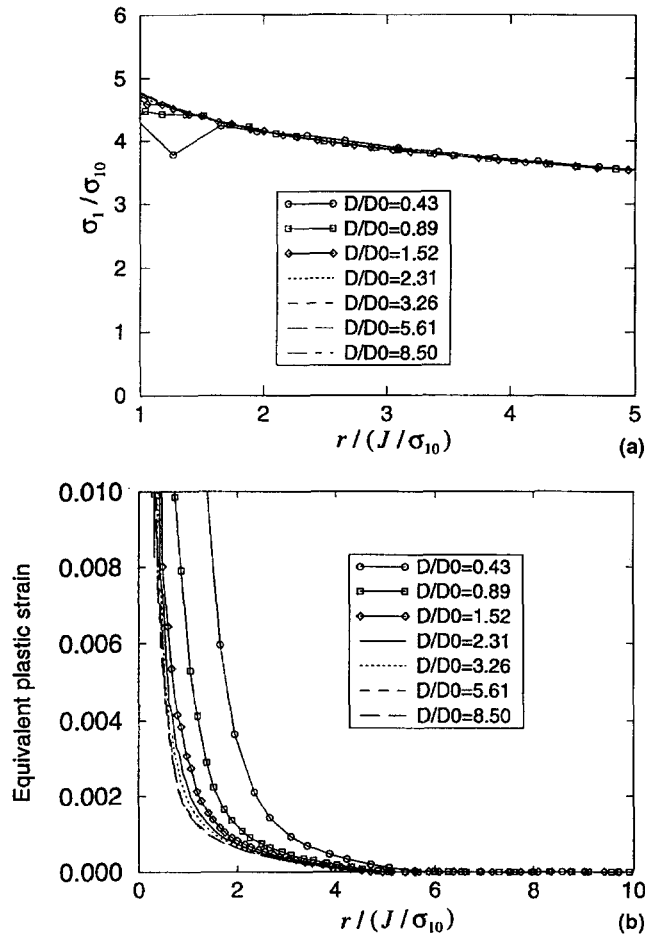 6
5
4
3
2
1
0
σ₁/σ₁₀
D/D0=0.43
D/D0=0.89
D/D0=1.52
D/D0=2.31
D/D0=3.26
D/D0=5.61
D/D0=8.50
1 2 3 4 5
r/(J/σ₁₀)
(a)
0.010
0.008
0.006
0.004
0.002
0.000
Equivalent plastic strain
D/D0=0.43
D/D0=0.89
D/D0=1.52
D/D0=2.31
D/D0=3.26
D/D0=5.61
D/D0=8.50
0 2 4 6 8 10
r/(J/σ₁₀)
(b)